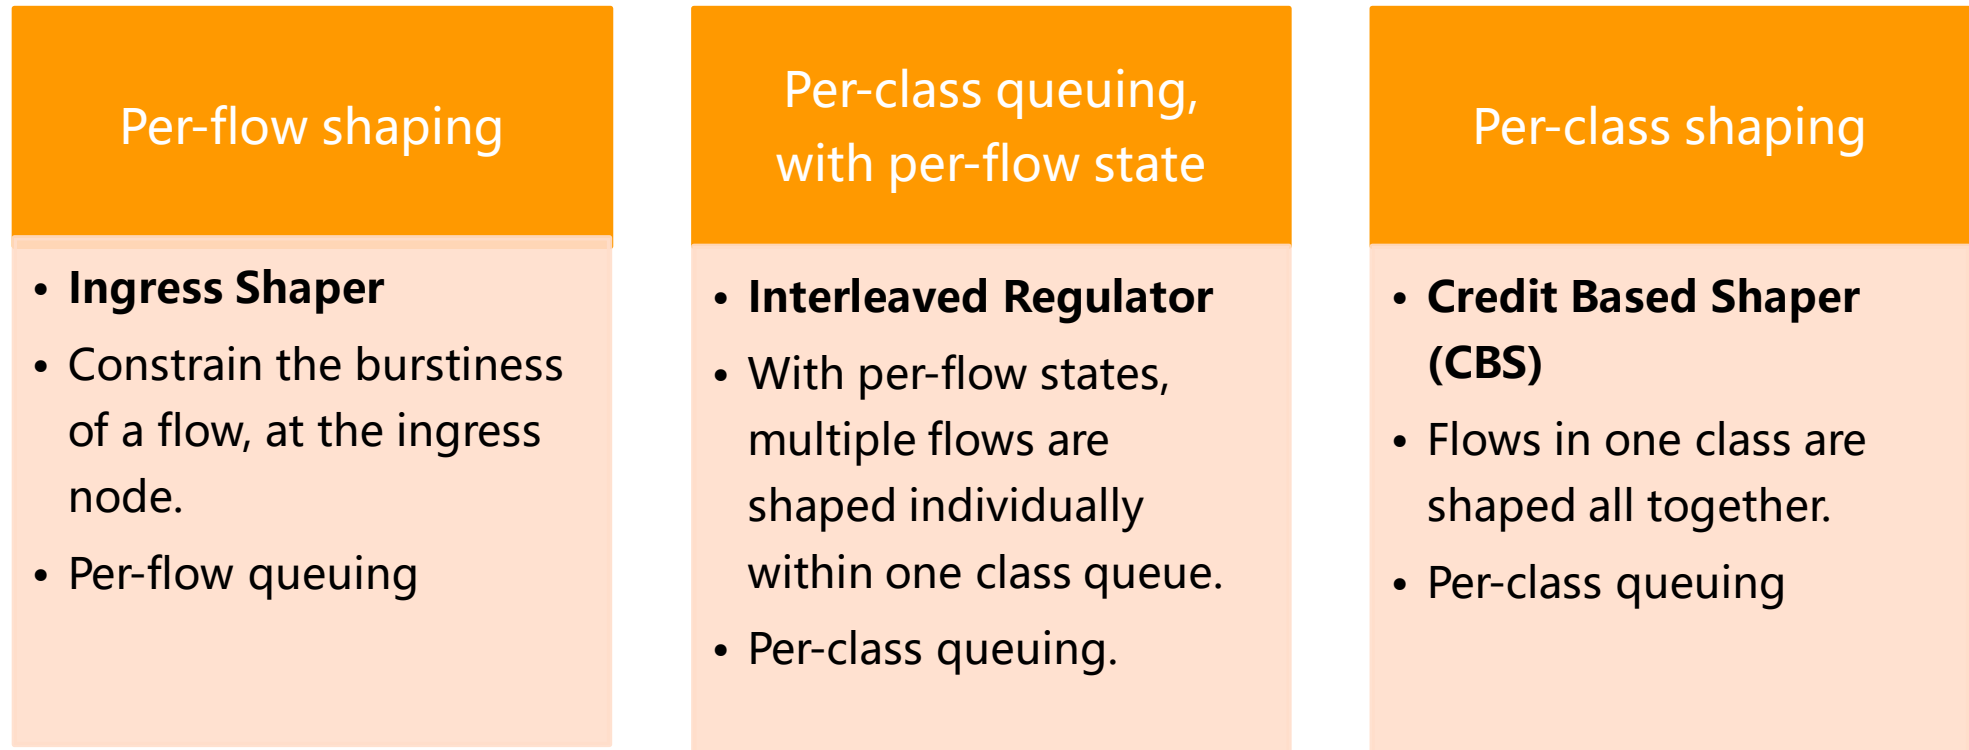 Per-flow shaping
• Ingress Shaper
• Constrain the burstiness
of a flow, at the ingress
node.
• Per-flow queuing
Per-class queuing,
with per-flow state
• Interleaved Regulator
• With per-flow states,
multiple flows are
shaped individually
within one class queue.
• Per-class queuing.
Per-class shaping
• Credit Based Shaper
(CBS)
• Flows in one class are
shaped all together.
• Per-class queuing